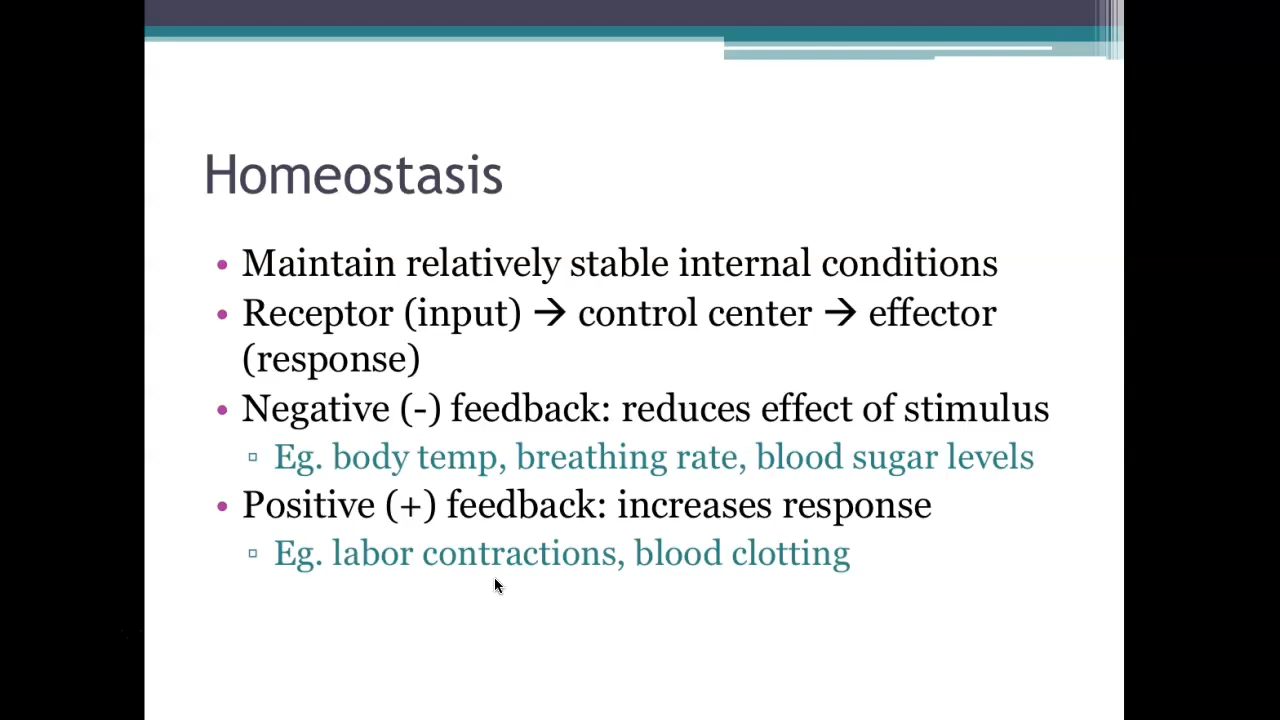 Homeostasis
• Maintain relatively stable internal conditions
• Receptor (input) → control center → effector
(response)
• Negative (-) feedback: reduces effect of stimulus
▫ Eg. body temp, breathing rate, blood sugar levels
• Positive (+) feedback: increases response
▫ Eg. labor contractions, blood clotting